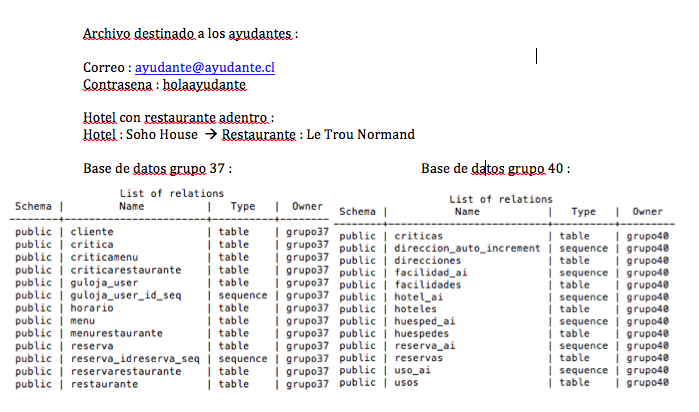 Archivo destinado a los ayudantes :
Correo : ayudante@ayudante.cl
Contrasena : holaayudante
Hotel con restaurante adentro :
Hotel : Soho House → Restaurante : Le Trou Normand
Base de datos grupo 37 :
List of relations
Schema | Name | Type | Owner
--------+--------------------+----------+---------
public | cliente | table | grupo37
public | critica | table | grupo37
public | criticamenu | table | grupo37
public | criticarestaurante | table | grupo37
public | guloja_user | table | grupo37
public | guloja_user_id_seq | sequence | grupo37
public | horario | table | grupo37
public | menu | table | grupo37
public | menurestaurante | table | grupo37
public | reserva | table | grupo37
public | reserva_idreserva_seq | sequence | grupo37
public | reservarestaurante | table | grupo37
public | restaurante | table | grupo37
Base de datos grupo 40 :
List of relations
Schema | Name | Type | Owner
--------+--------------------+----------+---------
public | criticas | table | grupo40
public | direccion_auto_increment | sequence | grupo40
public | direcciones | table | grupo40
public | facilidad_ai | sequence | grupo40
public | facilidades | table | grupo40
public | hotel_ai | sequence | grupo40
public | hoteles | table | grupo40
public | huesped_ai | sequence | grupo40
public | huespedes | table | grupo40
public | reserva_ai | sequence | grupo40
public | reservas | table | grupo40
public | uso_ai | sequence | grupo40
public | usos | table | grupo40